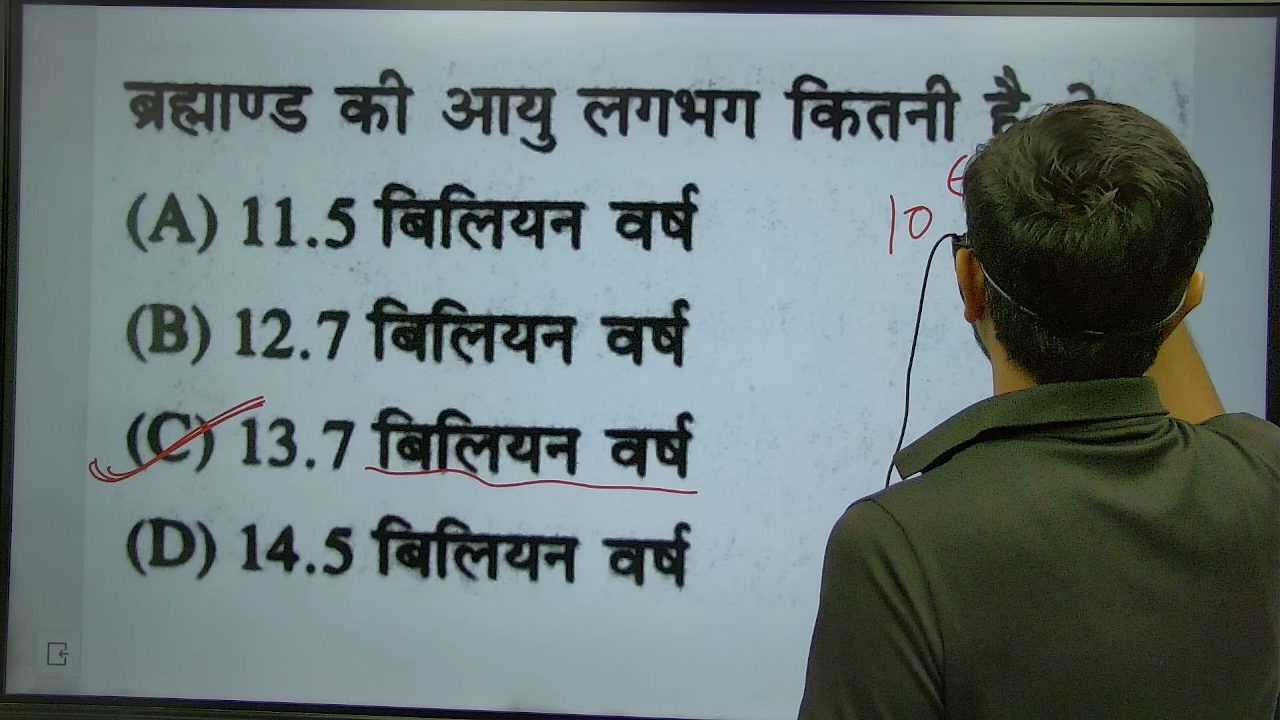 ब्रह्माण्ड की आयु लगभग कितनी है ?
10
(A) 11.5 बिलियन वर्ष
(B) 12.7 बिलियन वर्ष
(C) 13.7 बिलियन वर्ष
(D) 14.5 बिलियन वर्ष